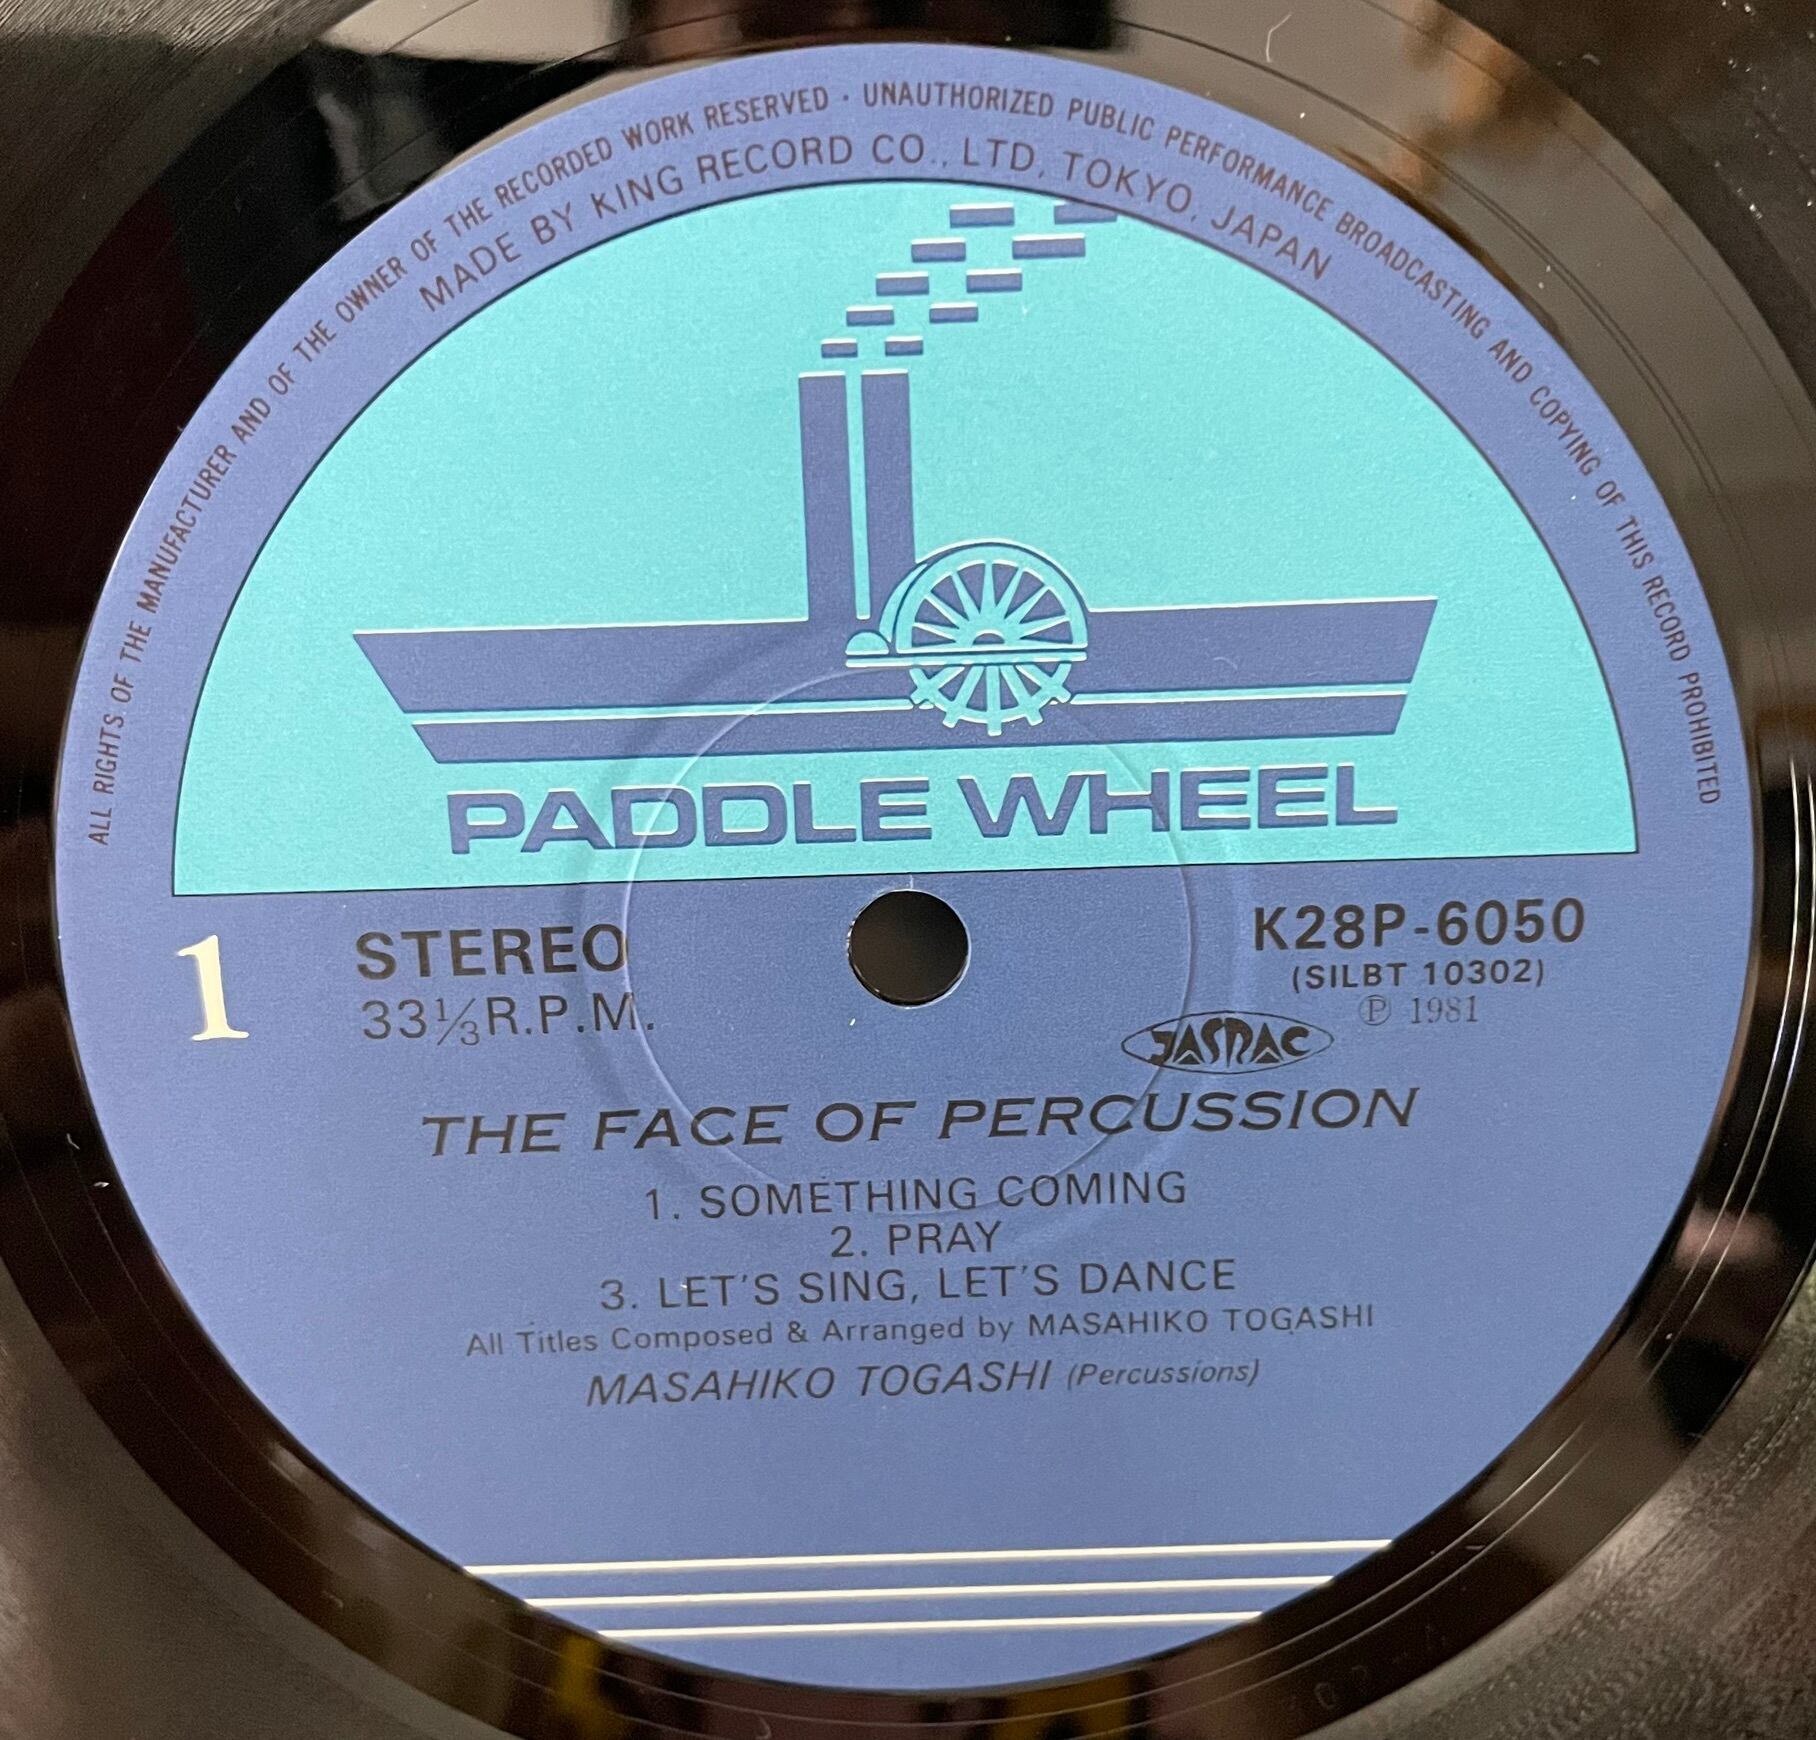 ALL RIGHTS OF THE MANUFACTURER AND OF THE OWNER OF THE RECORDED WORK RESERVED · UNAUTHORIZED PUBLIC PERFORMANCE BROADCASTING AND COPYING OF THIS RECORD PROHIBITED
MADE BY KING RECORD CO., LTD, TOKYO, JAPAN
PADDLE WHEEL
1
STEREO
33⅓R.P.M.
K28P-6050
(SILBT 10302)
Ⓟ 1981
JASRAC
THE FACE OF PERCUSSION
1. SOMETHING COMING
2. PRAY
3. LET'S SING, LET'S DANCE
All Titles Composed & Arranged by MASAHIKO TOGASHI
MASAHIKO TOGASHI (Percussions)